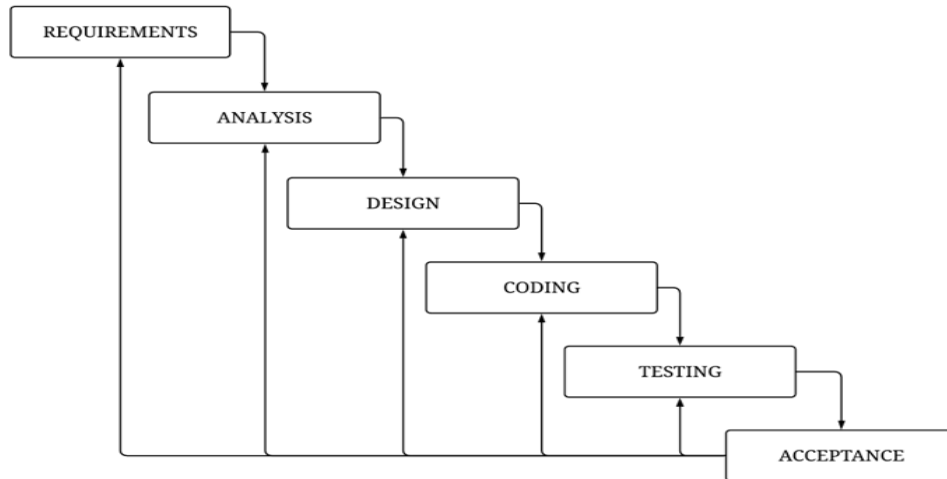 REQUIREMENTS
ANALYSIS
DESIGN
CODING
TESTING
ACCEPTANCE